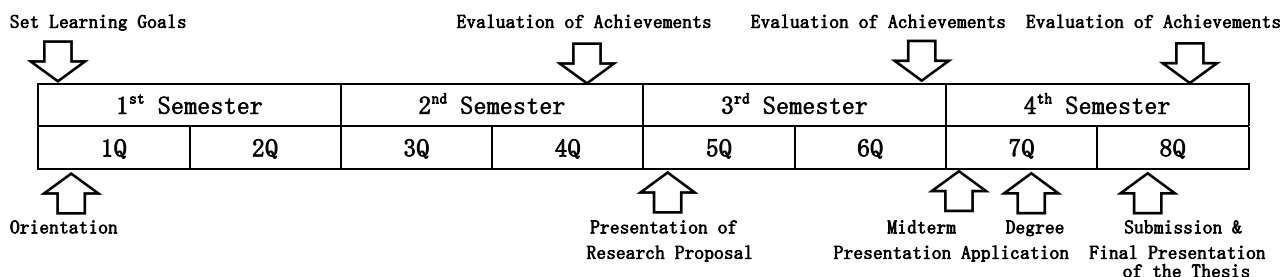 Set Learning Goals Evaluation of Achievements Evaluation of Achievements Evaluation of Achievements
1st Semester 2nd Semester 3rd Semester 4th Semester
1Q 2Q 3Q 4Q 5Q 6Q 7Q 8Q
Orientation Presentation of Midterm Degree Submission &
Research Proposal Presentation Application Final Presentation
of the Thesis